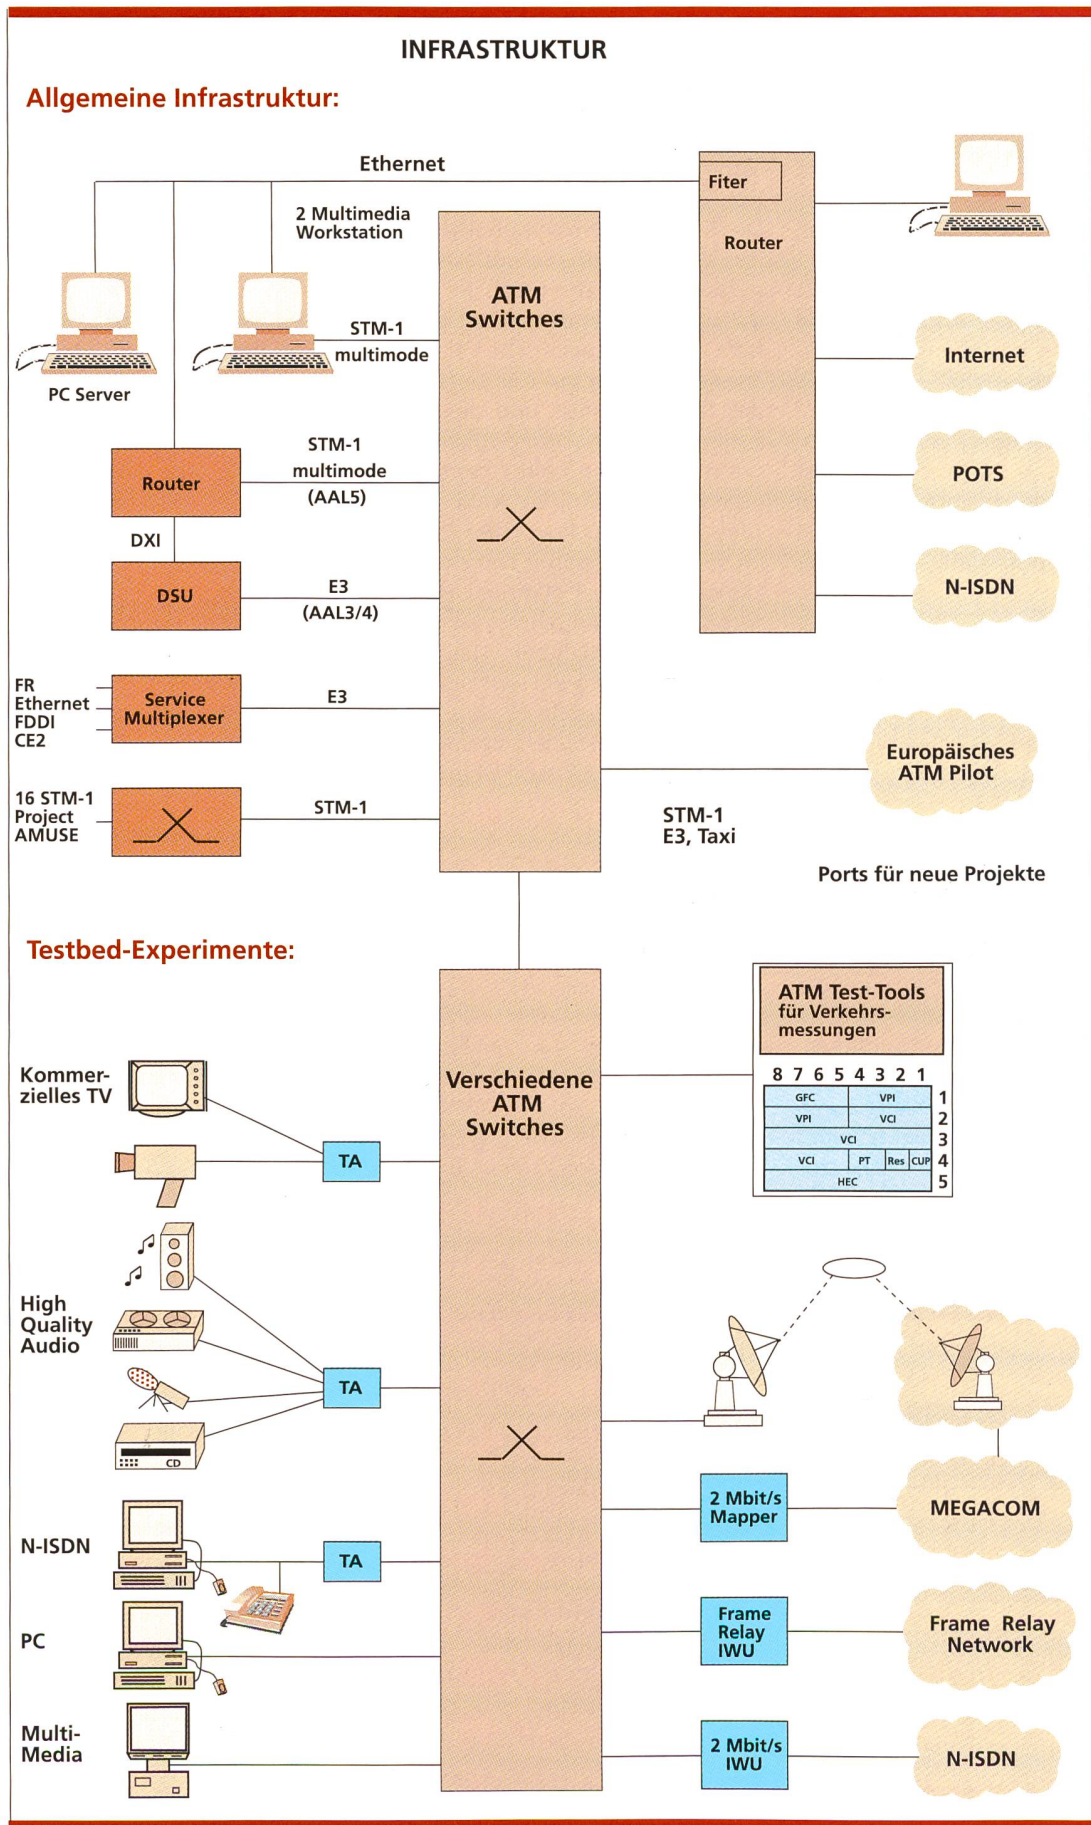 INFRASTRUKTUR
Allgemeine Infrastruktur:
Ethernet
Fiter
Router
2 Multimedia
Workstation
ATM
Switches
STM-1
multimode
PC Server
Internet
STM-1
multimode
(AAL5)
Router
POTS
DXI
DSU
E3
(AAL3/4)
N-ISDN
FR
Ethernet
FDDI
CE2
Service
Multiplexer
E3
Europäisches
ATM Pilot
16 STM-1
Project
AMUSE
STM-1
STM-1
E3, Taxi
Ports für neue Projekte
Testbed-Experimente:
ATM Test-Tools
für Verkehrs-
messungen
8 7 6 5 4 3 2 1
GFC VPI 1
VPI VCI 2
VCI 3
VCI PT Res CUP 4
HEC 5
Kommer-
zielles TV
Verschiedene
ATM
Switches
TA
High
Quality
Audio
TA
CD
2 Mbit/s
Mapper
MEGACOM
N-ISDN
TA
Frame
Relay
IWU
Frame Relay
Network
PC
Multi-
Media
2 Mbit/s
IWU
N-ISDN